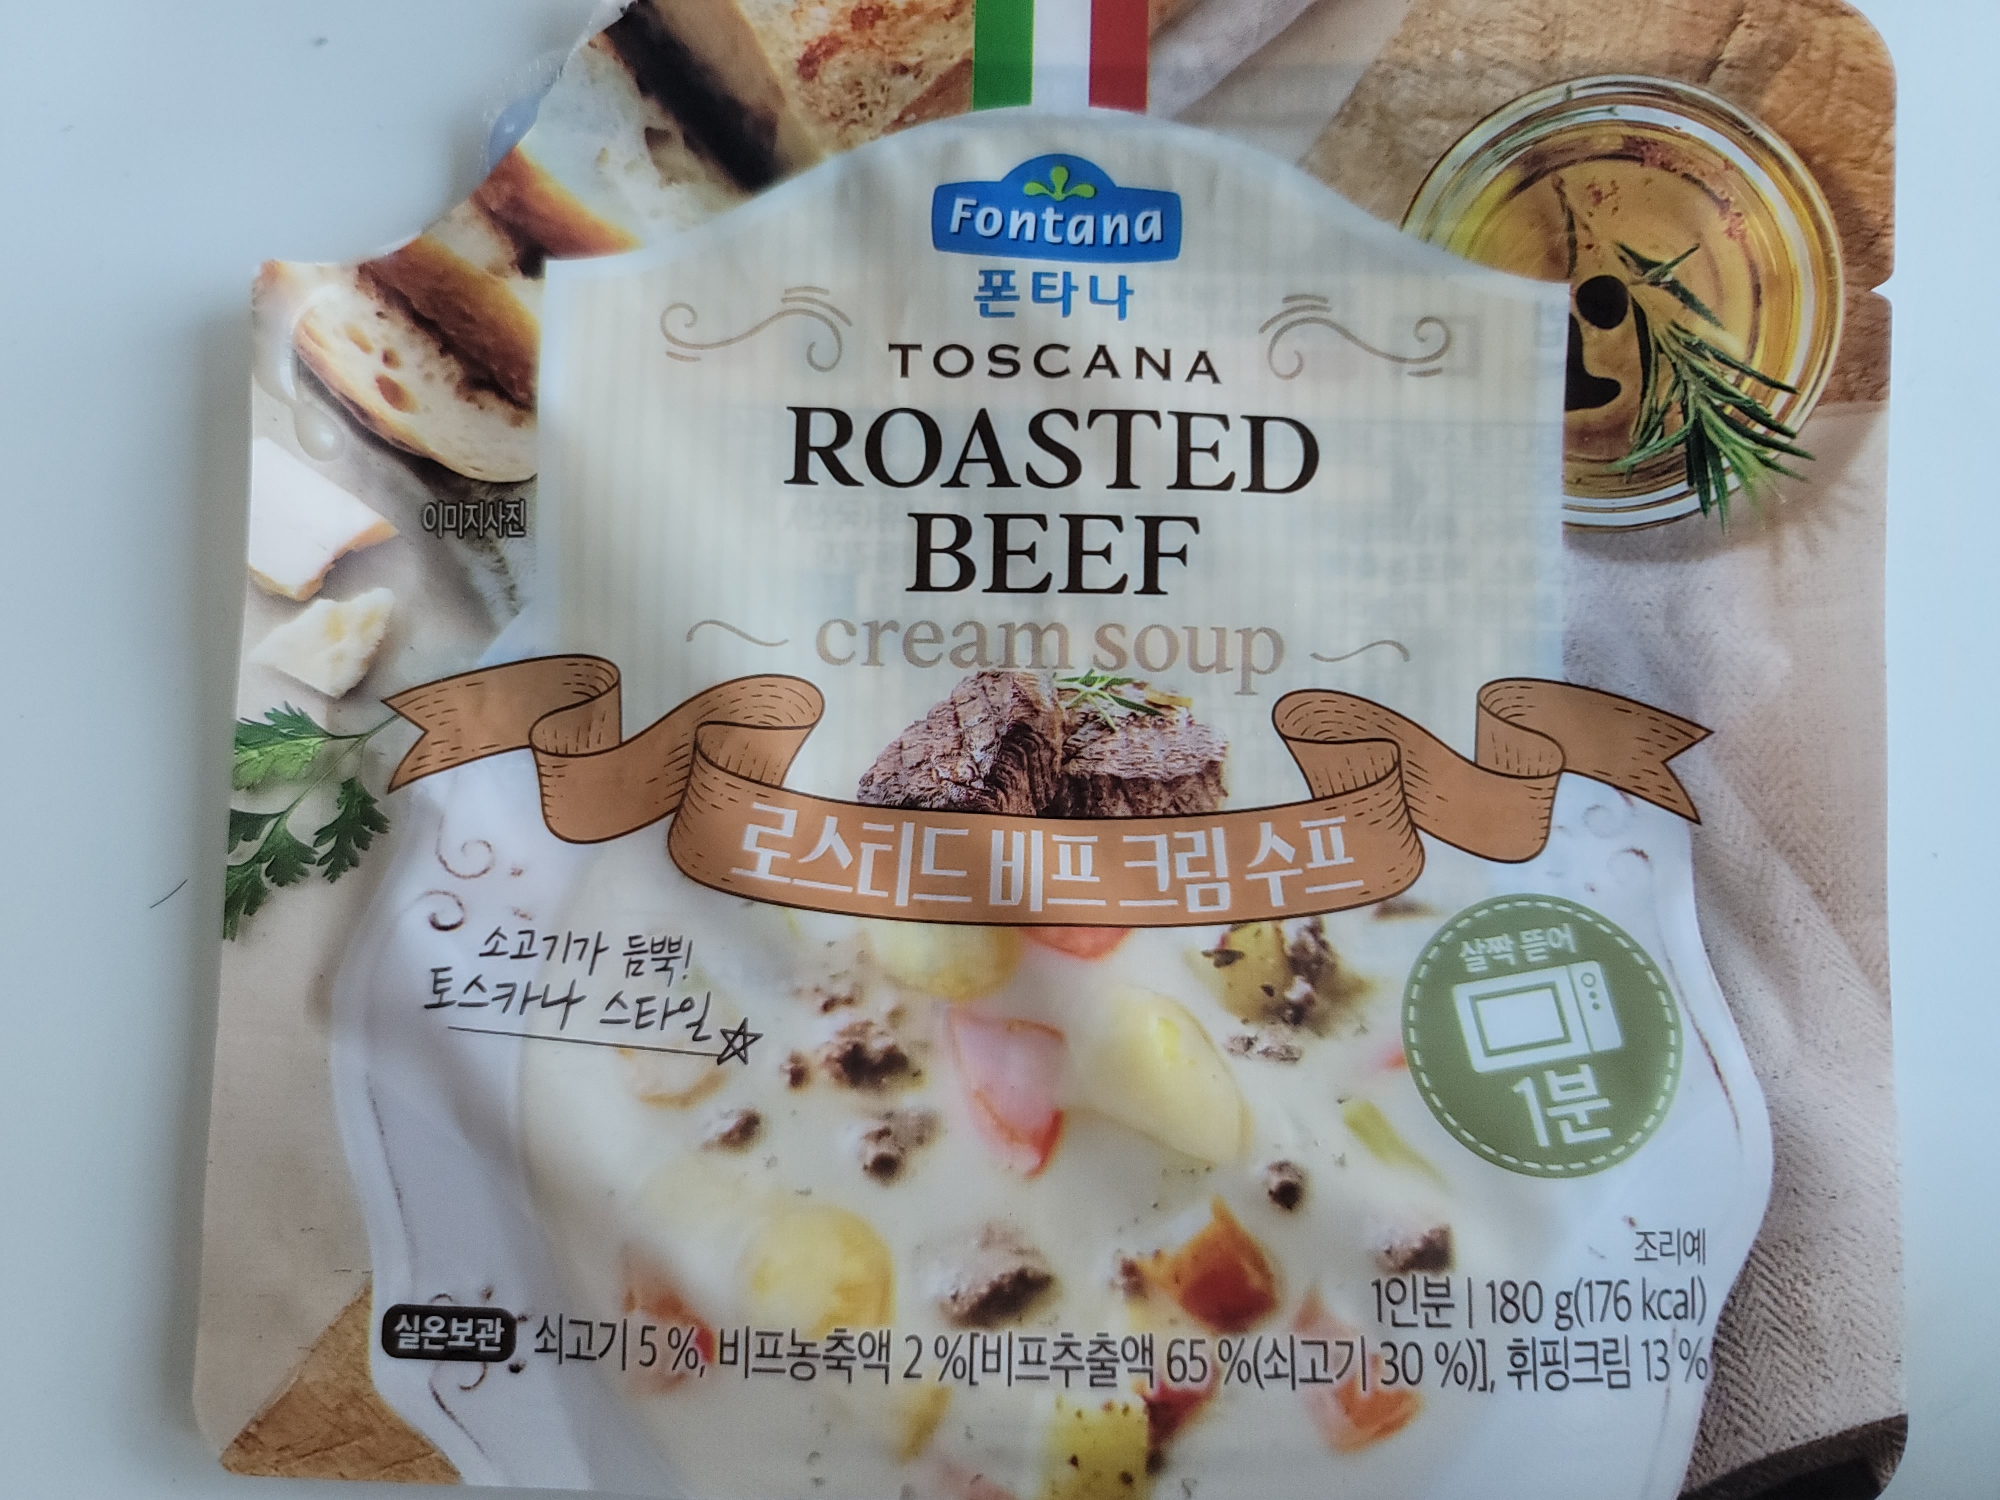 Fontana
폰타나
TOSCANA
ROASTED
BEEF
cream soup
이미지사진
로스티드 비프 크림 수프
소고기가 듬뿍!
토스카나 스타일
살짝 뜯어
1분
조리예
1인분 | 180 g(176 kcal)
실온보관 쇠고기 5 %, 비프농축액 2 %[비프추출액 65 %(쇠고기 30 %)], 휘핑크림 13 %